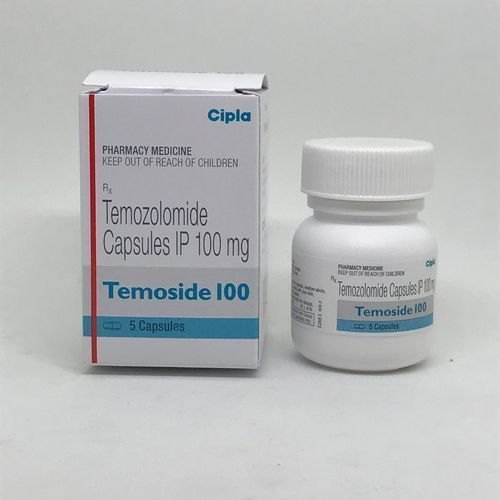 Cipla
PHARMACY MEDICINE
KEEP OUT OF REACH OF CHILDREN
Rx
Temozolomide
Capsules IP 100 mg
Temoside 100
5 Capsules
Cipla
PHARMACY MEDICINE
KEEP OUT OF REACH OF CHILDREN
Rx
Temozolomide Capsules IP 100 mg
Temoside 100
5 Capsules